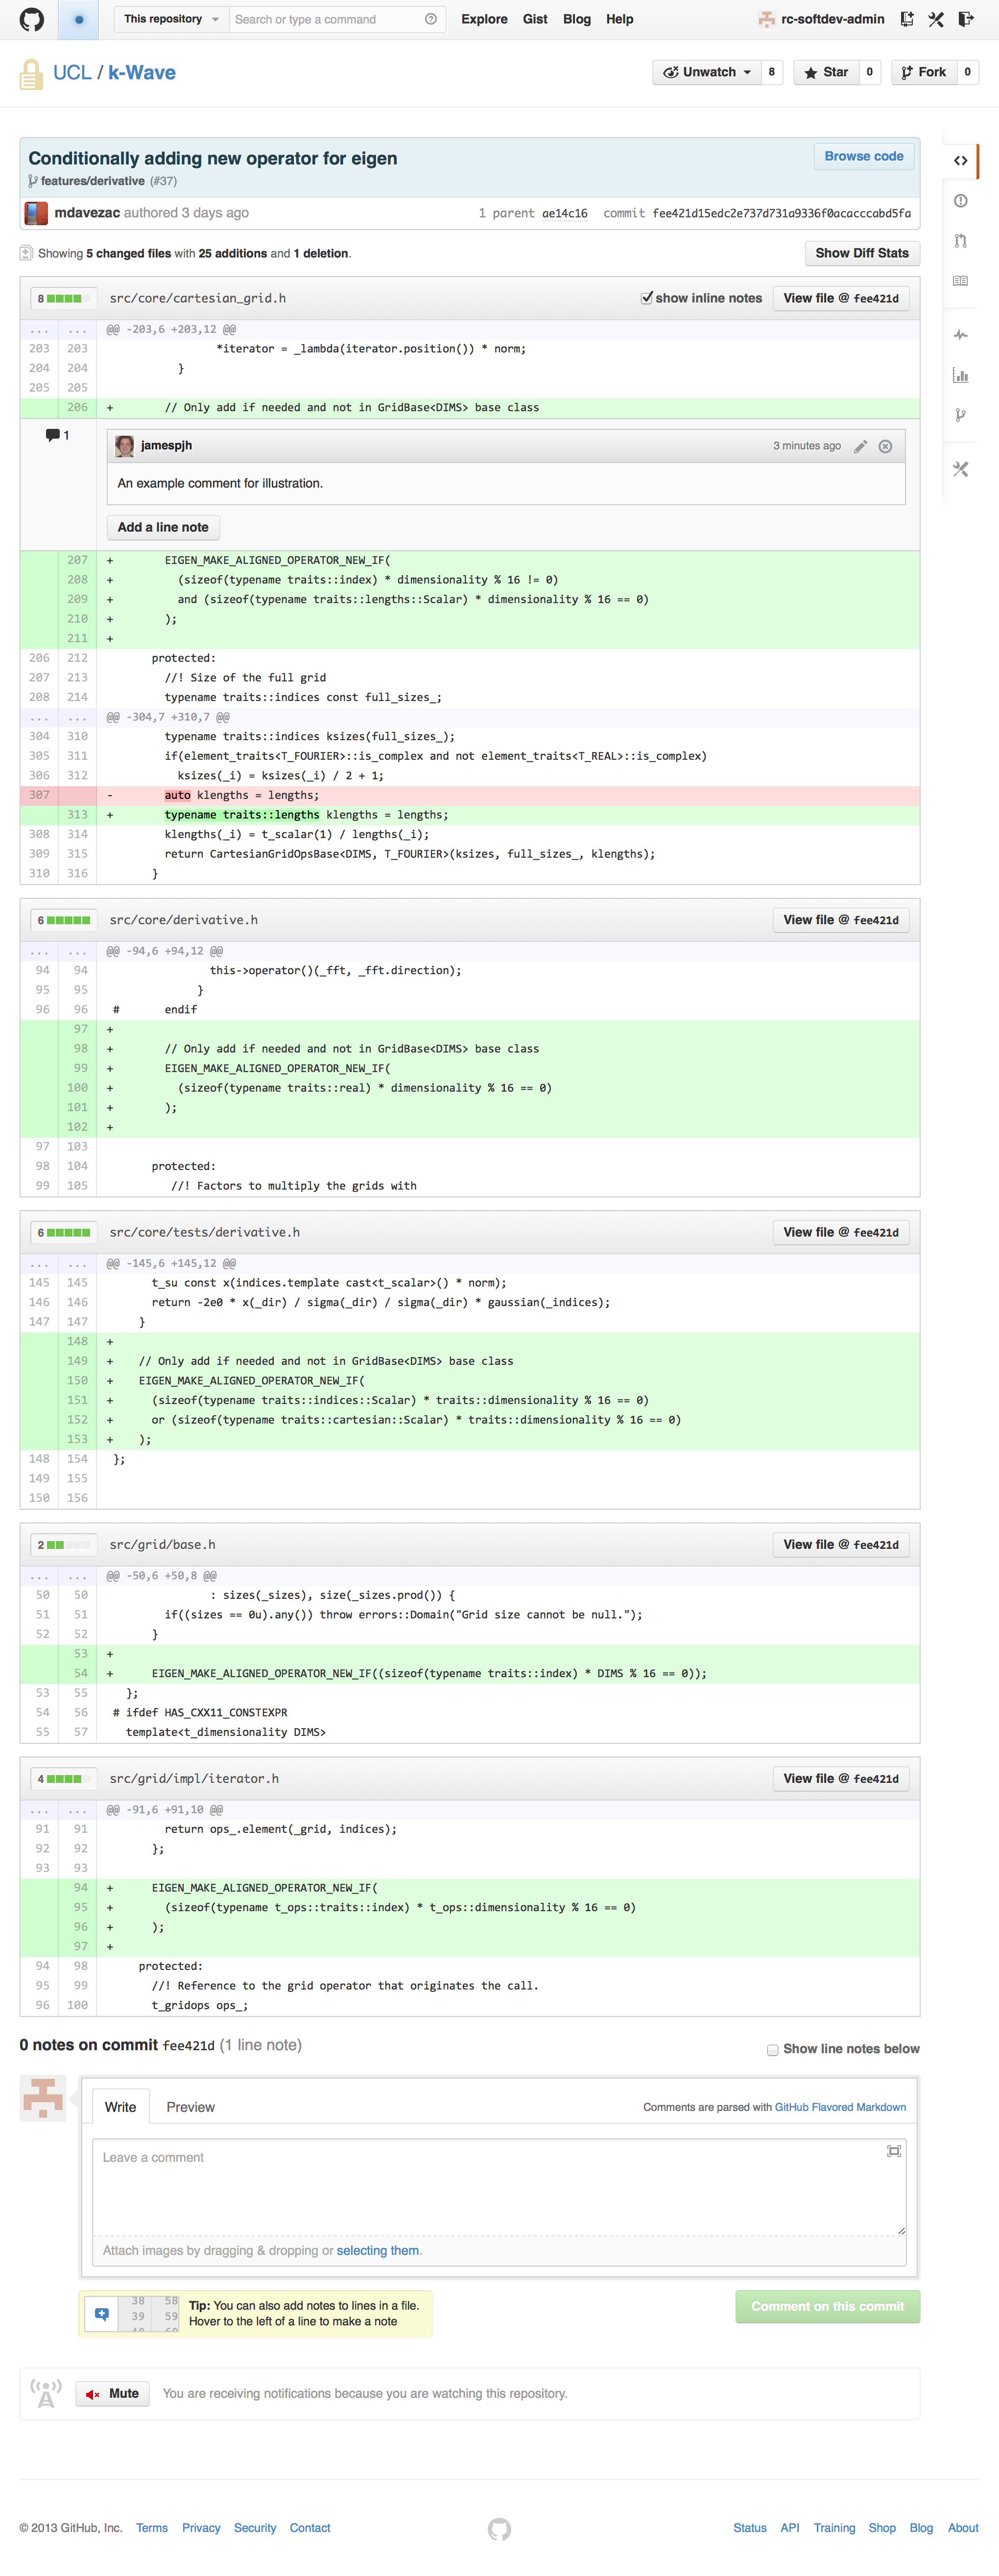 This repository Search or type a command Explore Gist Blog Help rc-softdev-admin
UCL / k-Wave Unwatch 8 Star 0 Fork 0
Conditionally adding new operator for eigen Browse code
features/derivative (#37)
mdavezac authored 3 days ago 1 parent ae14c16 commit fee421d15edc2e737d731a9336f0acacccabd5fa
Showing 5 changed files with 25 additions and 1 deletion. Show Diff Stats
8 src/core/cartesian_grid.h show inline notes View file @ fee421d
... ... @@ -203,6 +203,12 @@
203 203 *iterator = _lambda(iterator.position()) * norm;
204 204 }
205 205
206 + // Only add if needed and not in GridBase<DIMS> base class
1 jamespjh 3 minutes ago
An example comment for illustration.
Add a line note
207 + EIGEN_MAKE_ALIGNED_OPERATOR_NEW_IF(
208 + (sizeof(typename traits::index) * dimensionality % 16 != 0)
209 + and (sizeof(typename traits::lengths::Scalar) * dimensionality % 16 == 0)
210 + );
211 +
206 212 protected:
207 213 //! Size of the full grid
208 214 typename traits::indices const full_sizes_;
... ... @@ -304,7 +310,7 @@
304 310 typename traits::indices ksizes(full_sizes_);
305 311 if(element_traits<T_FOURIER>::is_complex and not element_traits<T_REAL>::is_complex)
306 312 ksizes(_i) = ksizes(_i) / 2 + 1;
307 - auto klengths = lengths;
313 + typename traits::lengths klengths = lengths;
308 314 klengths(_i) = t_scalar(1) / lengths(_i);
309 315 return CartesianGridOpsBase<DIMS, T_FOURIER>(ksizes, full_sizes_, klengths);
310 316 }
6 src/core/derivative.h View file @ fee421d
... ... @@ -94,6 +94,12 @@
94 94 this->operator()(_fft, _fft.direction);
95 95 }
96 96 # endif
97 +
98 + // Only add if needed and not in GridBase<DIMS> base class
99 + EIGEN_MAKE_ALIGNED_OPERATOR_NEW_IF(
100 + (sizeof(typename traits::real) * dimensionality % 16 == 0)
101 + );
102 +
97 103
98 104 protected:
99 105 //! Factors to multiply the grids with
6 src/core/tests/derivative.h View file @ fee421d
... ... @@ -145,6 +145,12 @@
145 145 t_su const x(indices.template cast<t_scalar>() * norm);
146 146 return -2e0 * x(_dir) / sigma(_dir) / sigma(_dir) * gaussian(_indices);
147 147 }
148 +
149 + // Only add if needed and not in GridBase<DIMS> base class
150 + EIGEN_MAKE_ALIGNED_OPERATOR_NEW_IF(
151 + (sizeof(typename traits::indices::Scalar) * traits::dimensionality % 16 == 0)
152 + or (sizeof(typename traits::cartesian::Scalar) * traits::dimensionality % 16 == 0)
153 + );
148 154 };
149 155
150 156
2 src/grid/base.h View file @ fee421d
... ... @@ -50,6 +50,8 @@
50 50 : sizes(_sizes), size(_sizes.prod()) {
51 51 if((sizes == 0u).any()) throw errors::Domain("Grid size cannot be null.");
52 52 }
53 +
54 + EIGEN_MAKE_ALIGNED_OPERATOR_NEW_IF((sizeof(typename traits::index) * DIMS % 16 == 0));
53 55 };
54 56 # ifdef HAS_CXX11_CONSTEXPR
55 57 template<t_dimensionality DIMS>
4 src/grid/impl/iterator.h View file @ fee421d
... ... @@ -91,6 +91,10 @@
91 91 return ops_.element(_grid, indices);
92 92 };
93 93
94 + EIGEN_MAKE_ALIGNED_OPERATOR_NEW_IF(
95 + (sizeof(typename t_ops::traits::index) * t_ops::dimensionality % 16 == 0)
96 + );
97 +
94 98 protected:
95 99 //! Reference to the grid operator that originates the call.
96 100 t_gridops ops_;
0 notes on commit fee421d (1 line note) Show line notes below
Write Preview Comments are parsed with GitHub Flavored Markdown
Leave a comment
Attach images by dragging & dropping or selecting them.
38 58 Tip: You can also add notes to lines in a file. Comment on this commit
39 59 Hover to the left of a line to make a note
40 60
Mute You are receiving notifications because you are watching this repository.
© 2013 GitHub, Inc. Terms Privacy Security Contact Status API Training Shop Blog About